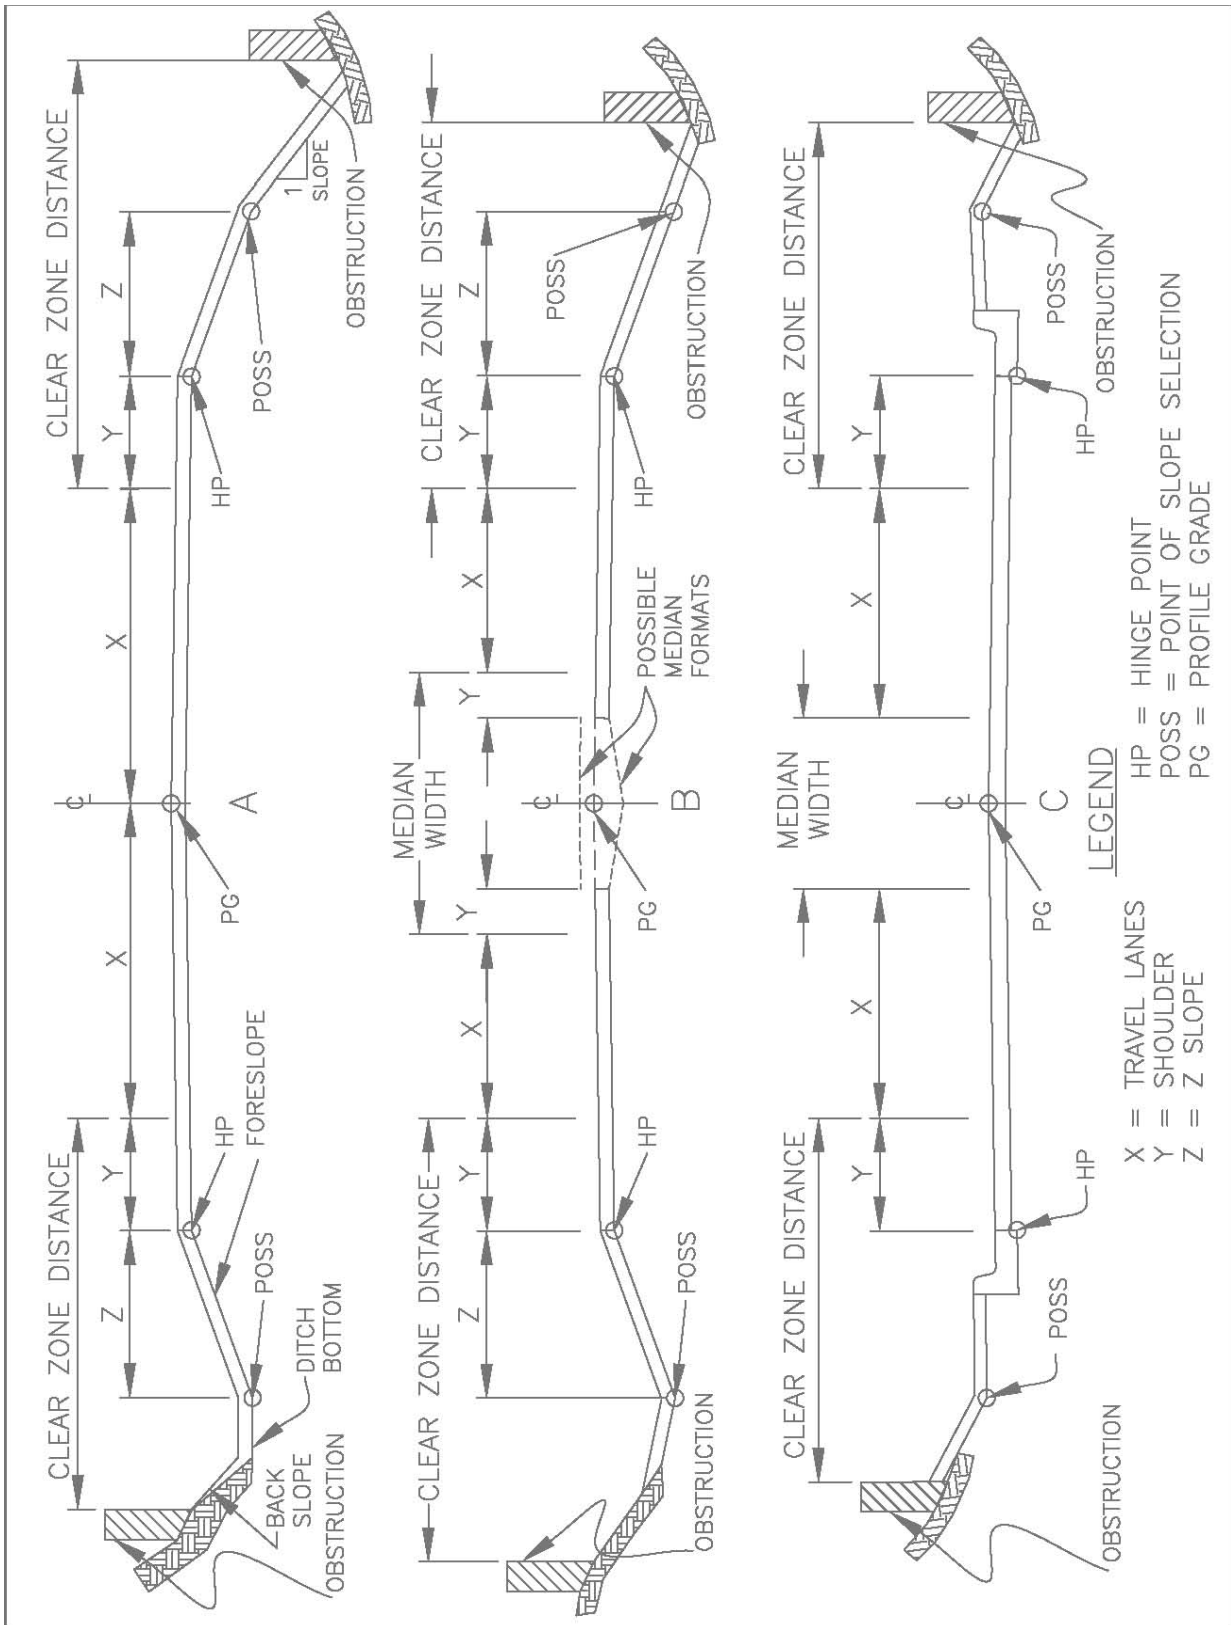 CLEAR ZONE DISTANCE
CLEAR ZONE DISTANCE
Y
X
X
Y
Z
Z
C
L
PG
A
HP
HP
FORESLOPE
POSS
POSS
DITCH
BOTTOM
BACK
SLOPE
OBSTRUCTION
1
SLOPE
OBSTRUCTION
MEDIAN
WIDTH
CLEAR ZONE DISTANCE
CLEAR ZONE DISTANCE
Z
Y
X
Y
Y
X
Y
Z
C
L
PG
B
POSSIBLE
MEDIAN
FORMATS
HP
HP
POSS
POSS
OBSTRUCTION
OBSTRUCTION
CLEAR ZONE DISTANCE
MEDIAN
WIDTH
CLEAR ZONE DISTANCE
Y
X
X
Y
C
L
PG
C
HP
HP
POSS
POSS
OBSTRUCTION
OBSTRUCTION
LEGEND
X = TRAVEL LANES
Y = SHOULDER
Z = Z SLOPE
HP = HINGE POINT
POSS = POINT OF SLOPE SELECTION
PG = PROFILE GRADE